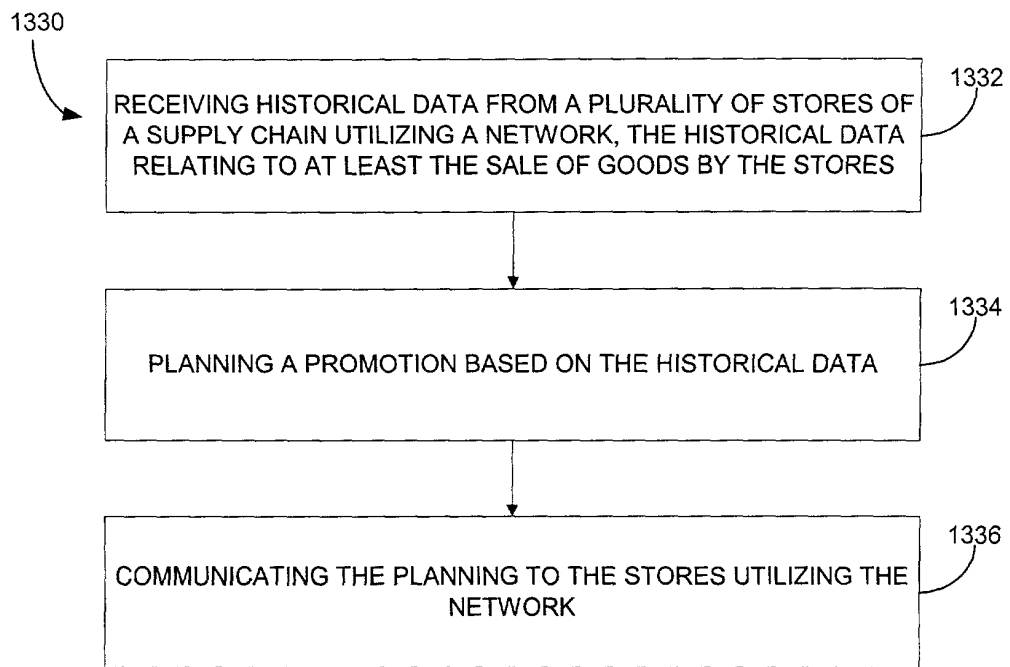 1330
1332
RECEIVING HISTORICAL DATA FROM A PLURALITY OF STORES OF
A SUPPLY CHAIN UTILIZING A NETWORK, THE HISTORICAL DATA
RELATING TO AT LEAST THE SALE OF GOODS BY THE STORES
1334
PLANNING A PROMOTION BASED ON THE HISTORICAL DATA
1336
COMMUNICATING THE PLANNING TO THE STORES UTILIZING THE
NETWORK